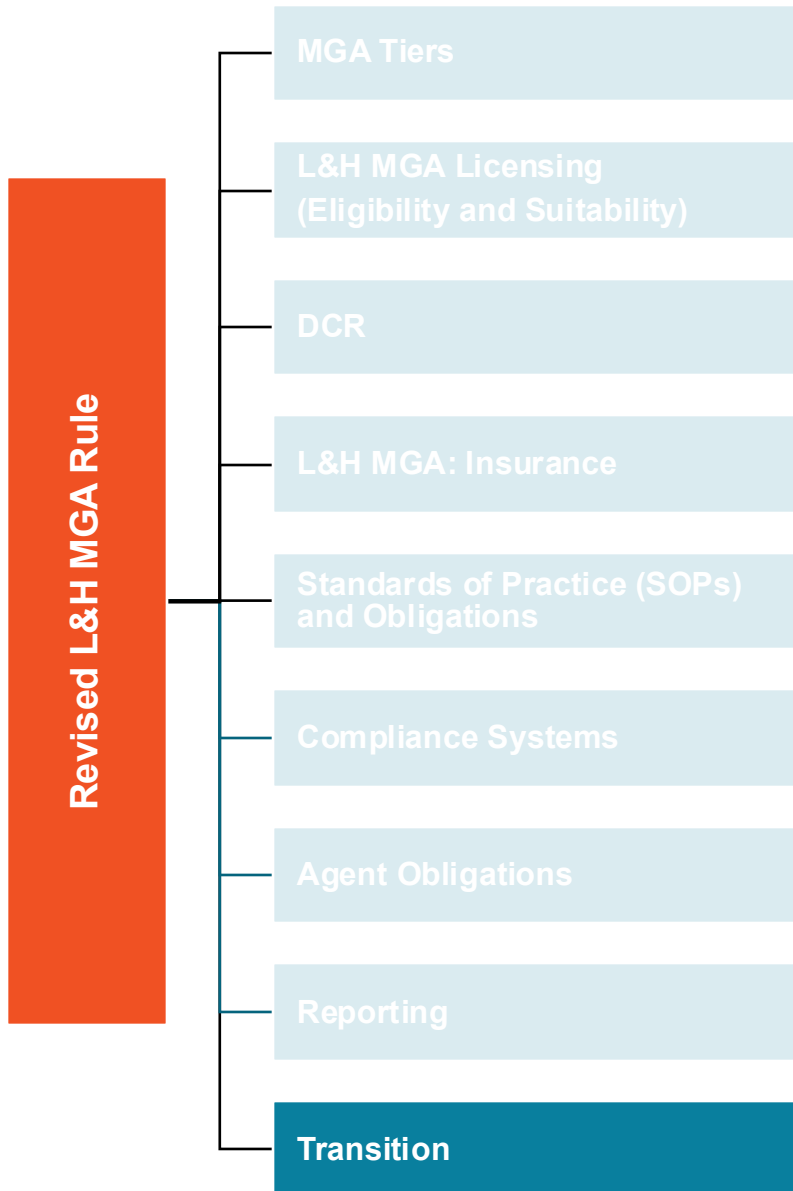 Revised L&H MGA Rule
MGA Tiers
L&H MGA Licensing
(Eligibility and Suitability)
DCR
L&H MGA: Insurance
Standards of Practice (SOPs)
and Obligations
Compliance Systems
Agent Obligations
Reporting
Transition